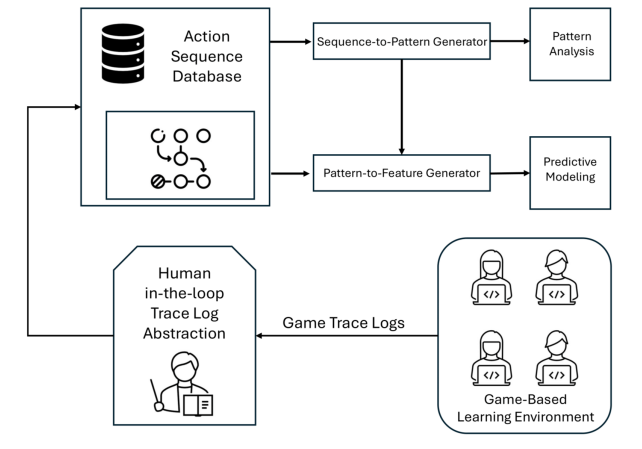 Action
Sequence
Database
Sequence-to-Pattern Generator
Pattern
Analysis
Pattern-to-Feature Generator
Predictive
Modeling
Human
in-the-loop
Trace Log
Abstraction
Game Trace Logs
</>
</>
</>
</>
Game-Based
Learning Environment